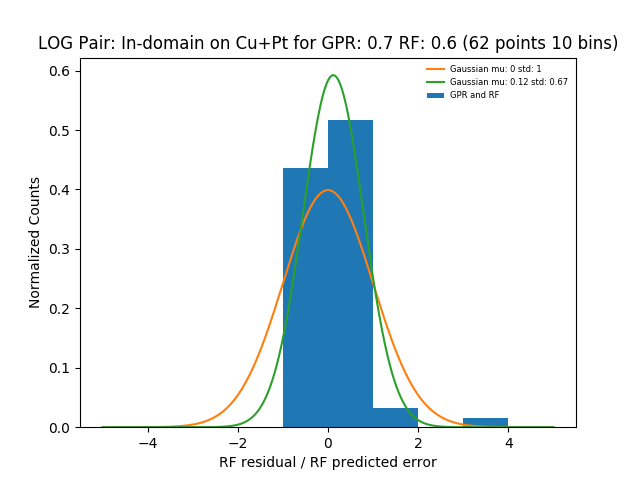 LOG Pair: In-domain on Cu+Pt for GPR: 0.7 RF: 0.6 (62 points 10 bins)
Gaussian mu: 0 std: 1
Gaussian mu: 0.12 std: 0.67
GPR and RF
Normalized Counts
0.6
0.5
0.4
0.3
0.2
0.1
0.0
−4
−2
0
2
4
RF residual / RF predicted error